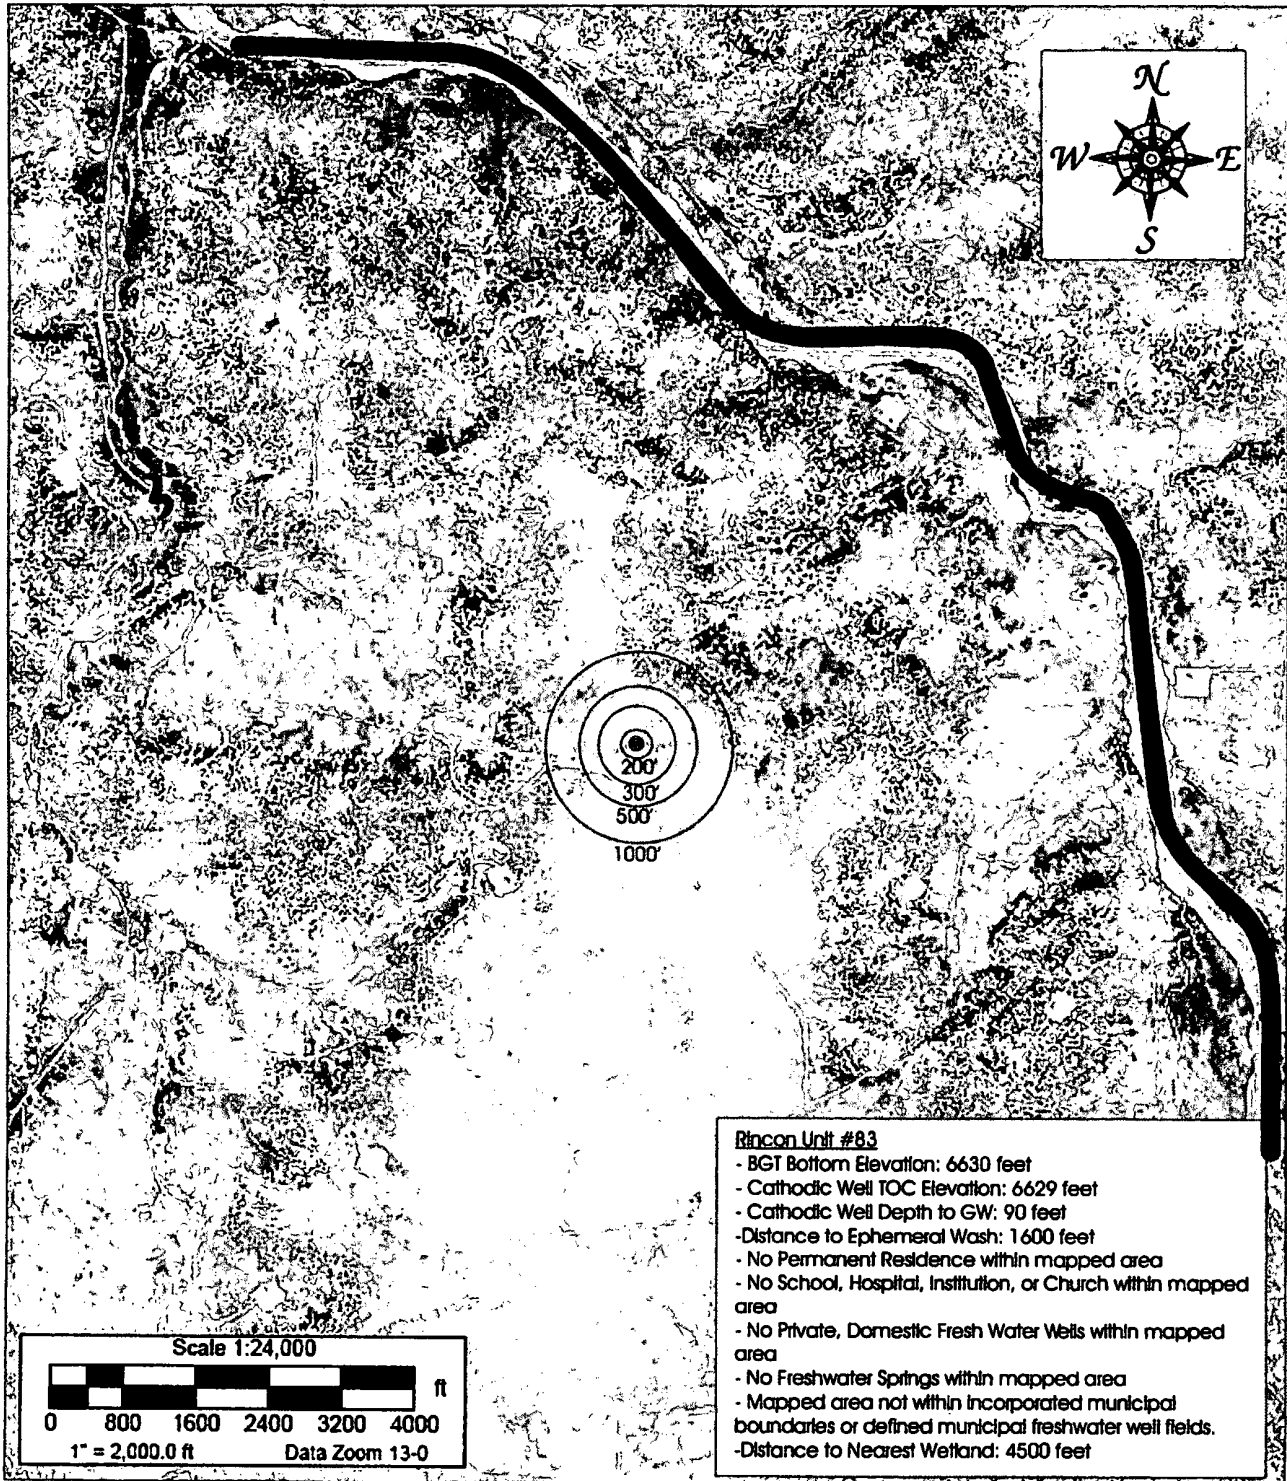 N
W E
S
200'
300'
500'
1000'
Rincon Unit #83
- BGT Bottom Elevation: 6630 feet
- Cathodic Well TOC Elevation: 6629 feet
- Cathodic Well Depth to GW: 90 feet
-Distance to Ephemeral Wash: 1600 feet
- No Permanent Residence within mapped area
- No School, Hospital, Institution, or Church within mapped
area
- No Private, Domestic Fresh Water Wells within mapped
area
- No Freshwater Springs within mapped area
- Mapped area not within incorporated municipal
boundaries or defined municipal freshwater well fields.
-Distance to Nearest Wetland: 4500 feet
Scale 1:24,000
ft
0 800 1600 2400 3200 4000
1" = 2,000.0 ft Data Zoom 13-0